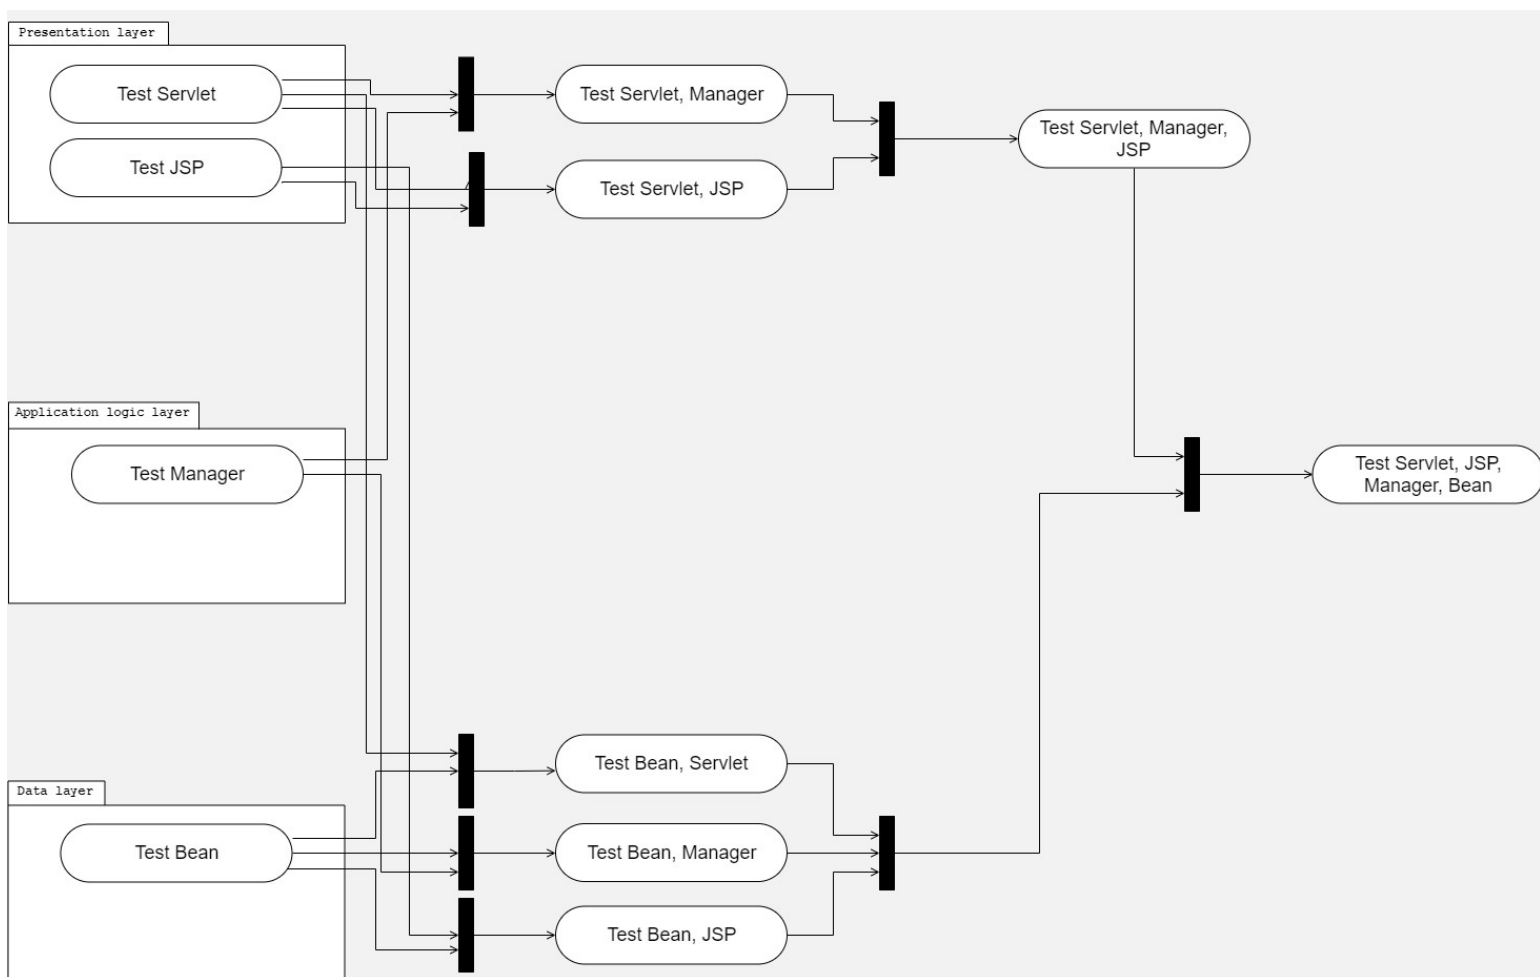 Presentation layer
Test Servlet
Test JSP
Test Servlet, Manager
Test Servlet, JSP
Test Servlet, Manager,
JSP
Application logic layer
Test Manager
Test Servlet, JSP,
Manager, Bean
Data layer
Test Bean
Test Bean, Servlet
Test Bean, Manager
Test Bean, JSP